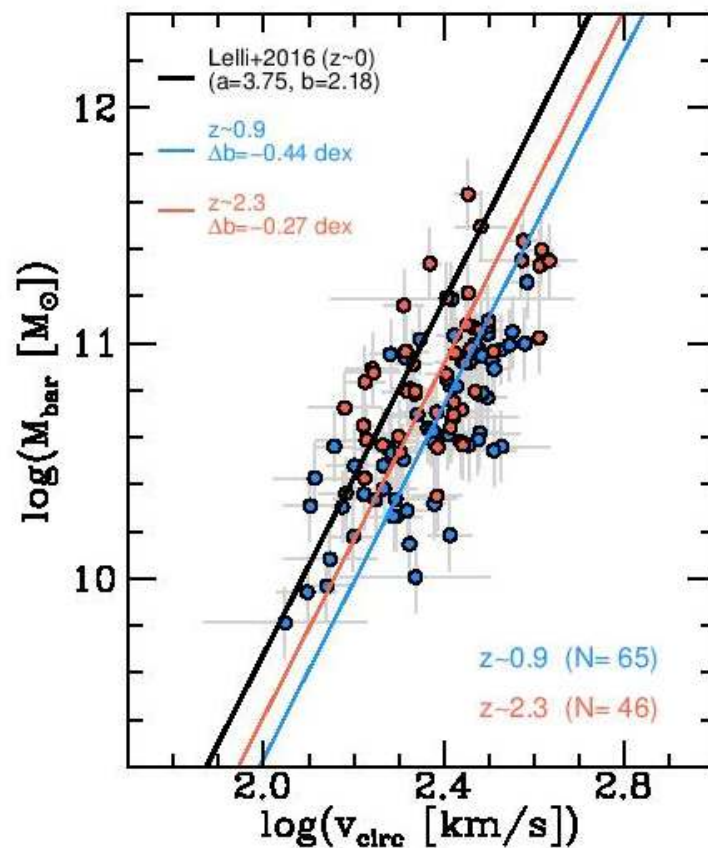 Lelli+2016 (z~0)
(a=3.75, b=2.18)
z~0.9
Δb=−0.44 dex
z~2.3
Δb=−0.27 dex
12
11
10
log(M_bar [M_⊙])
z~0.9 (N= 65)
z~2.3 (N= 46)
2.0 2.4 2.8
log(v_circ [km/s])